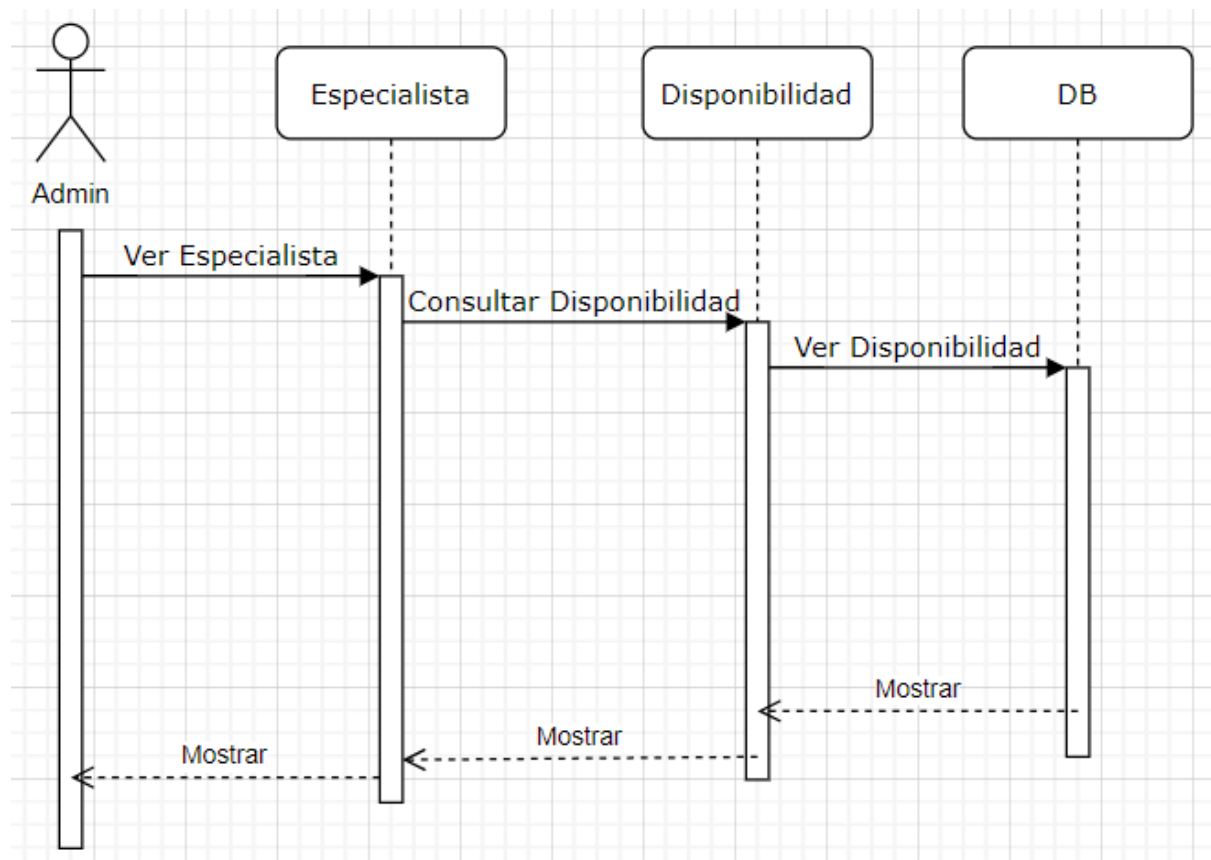 Especialista
Disponibilidad
DB
Admin
Ver Especialista
Consultar Disponibilidad
Ver Disponibilidad
Mostrar
Mostrar
Mostrar